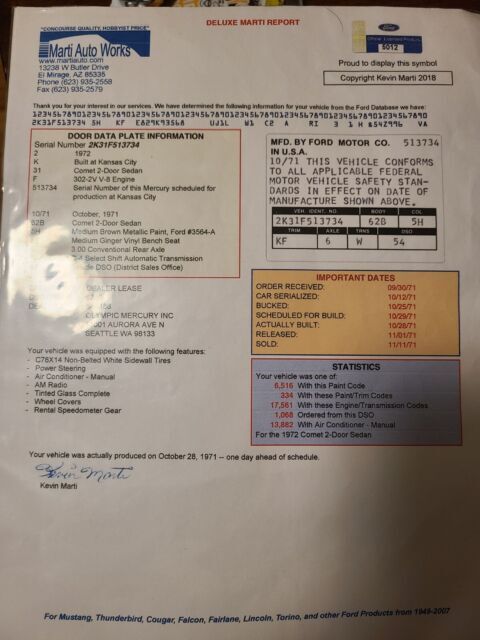 DELUXE MARTI REPORT
"CONCOURSE QUALITY, HOBBYIST PRICE"
Marti Auto Works
www.martiauto.com
13238 W Butler Drive
El Mirage, AZ 85335
Phone (623) 935-2558
Fax (623) 935-2579
Ford
Official Licensed Product
5012
Proud to display this symbol
Copyright Kevin Marti 2018
Thank you for your interest in our services. We have determined the following information for your vehicle from the Ford Database we have:
12345678901234567890123456789012345678901234567890123456789012345678901234567890
2K31F513734 5H KF
W1 C2 A RI 3 1 H
VA
DOOR DATA PLATE INFORMATION
Serial Number 2K31F513734
2 1972
K Built at Kansas City
31 Comet 2-Door Sedan
F 302-2V V-8 Engine
513734 Serial Number of this Mercury scheduled for
production at Kansas City
10/71 October, 1971
62B Comet 2-Door Sedan
5H Medium Brown Metallic Paint, Ford #3564-A
Medium Ginger Vinyl Bench Seat
3.00 Conventional Rear Axle
Select Shift Automatic Transmission
DSO (District Sales Office)
MFD. BY FORD MOTOR CO. 513734
IN U.S.A.
10/71 THIS VEHICLE CONFORMS
TO ALL APPLICABLE FEDERAL
MOTOR VEHICLE SAFETY STAN-
DARDS IN EFFECT ON DATE OF
MANUFACTURE SHOWN ABOVE.
VEH. IDENT. NO. BODY COL
2K31F513734 62B 5H
TRIM AXLE TRNS DSO
KF 6 W 54
DEALER LEASE
OLYMPIC MERCURY INC
AURORA AVE N
SEATTLE WA 98133
IMPORTANT DATES
ORDER RECEIVED: 09/30/71
CAR SERIALIZED: 10/12/71
BUCKED: 10/25/71
SCHEDULED FOR BUILD: 10/29/71
ACTUALLY BUILT: 10/28/71
RELEASED: 11/01/71
SOLD: 11/11/71
Your vehicle was equipped with the following features:
- C78X14 Non-Belted White Sidewall Tires
- Power Steering
- Air Conditioner - Manual
- AM Radio
- Tinted Glass Complete
- Wheel Covers
- Rental Speedometer Gear
STATISTICS
Your vehicle was one of:
6,516 With this Paint Code
334 With these Paint/Trim Codes
17,561 With these Engine/Transmission Codes
1,068 Ordered from this DSO
13,882 With Air Conditioner - Manual
For the 1972 Comet 2-Door Sedan
Your vehicle was actually produced on October 28, 1971 -- one day ahead of schedule.
Kevin Marti
Kevin Marti
For Mustang, Thunderbird, Cougar, Falcon, Fairlane, Lincoln, Torino, and other Ford Products from 1949-2007